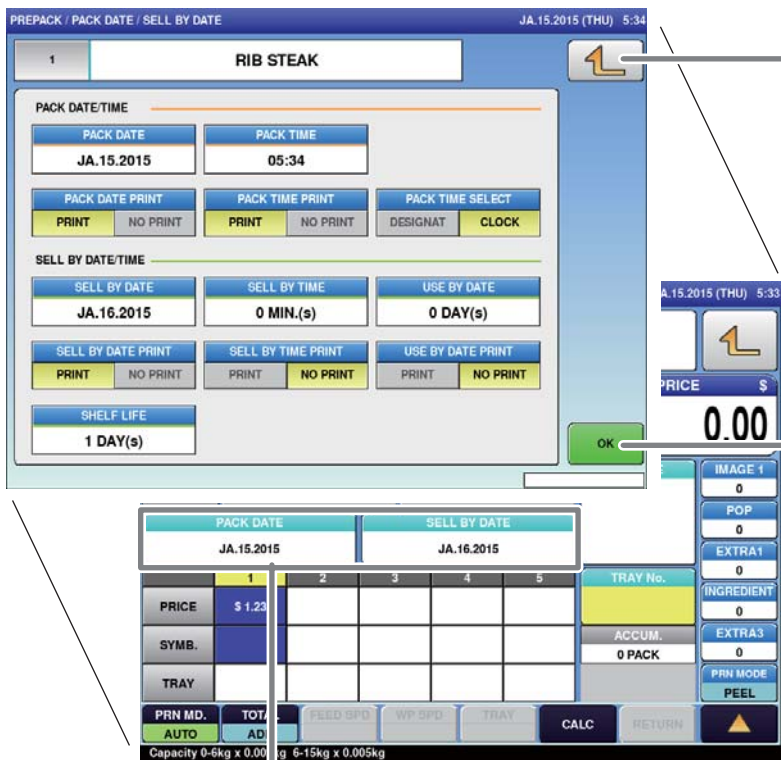 PREPACK / PACK DATE / SELL BY DATE JA.15.2015 (THU) 5:34
1 RIB STEAK
PACK DATE/TIME
PACK DATE PACK TIME
JA.15.2015 05:34
PACK DATE PRINT PACK TIME PRINT PACK TIME SELECT
PRINT NO PRINT PRINT NO PRINT DESIGNAT CLOCK
SELL BY DATE/TIME
SELL BY DATE SELL BY TIME USE BY DATE
JA.16.2015 0 MIN.(s) 0 DAY(s)
SELL BY DATE PRINT SELL BY TIME PRINT USE BY DATE PRINT
PRINT NO PRINT PRINT NO PRINT PRINT NO PRINT
SHELF LIFE
1 DAY(s)
OK
A.15.2015 (THU) 5:33
PRICE $
0.00
IMAGE 1
0
POP
0
EXTRA1
0
INGREDIENT
0
EXTRA3
0
PRN MODE
PEEL
PACK DATE SELL BY DATE
JA.15.2015 JA.16.2015
1 2 3 4 5 TRAY No.
PRICE $ 1.23
SYMB. ACCUM.
0 PACK
TRAY
PRN MD. FEED SPD WP SPD TRAY CALC RETURN
AUTO
Capacity 0-6kg x 6-15kg x 0.005kg